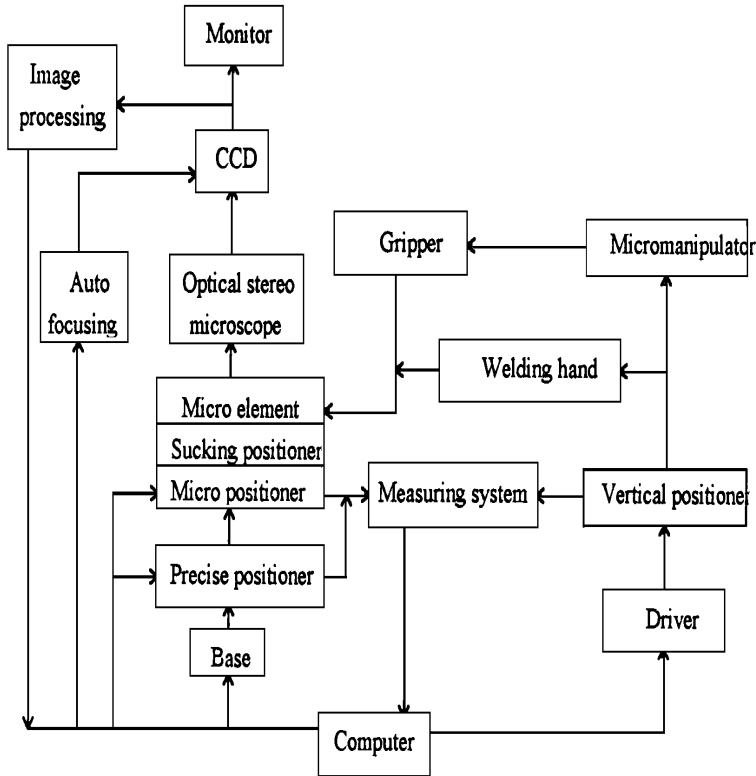 Monitor
Image
processing
CCD
Gripper
Micromanipulator
Auto
focusing
Optical stereo
microscope
Welding hand
Micro element
Sucking positioner
Micro positioner
Measuring system
Vertical positioner
Precise positioner
Driver
Base
Computer